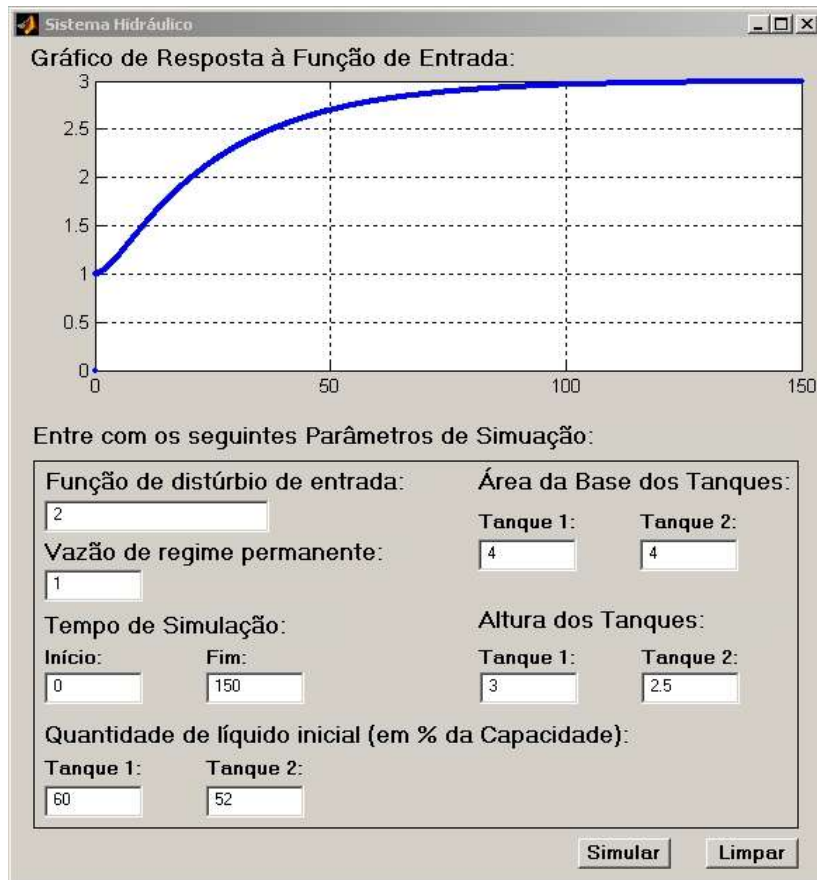 Sistema Hidráulico
Gráfico de Resposta à Função de Entrada:
3
2.5
2
1.5
1
0.5
0
0 50 100 150
Entre com os seguintes Parâmetros de Simuação:
Função de distúrbio de entrada:
2
Vazão de regime permanente:
1
Tempo de Simulação:
Início: Fim:
0 150
Área da Base dos Tanques:
Tanque 1: Tanque 2:
4 4
Altura dos Tanques:
Tanque 1: Tanque 2:
3 2.5
Quantidade de líquido inicial (em % da Capacidade):
Tanque 1: Tanque 2:
60 52
Simular Limpar